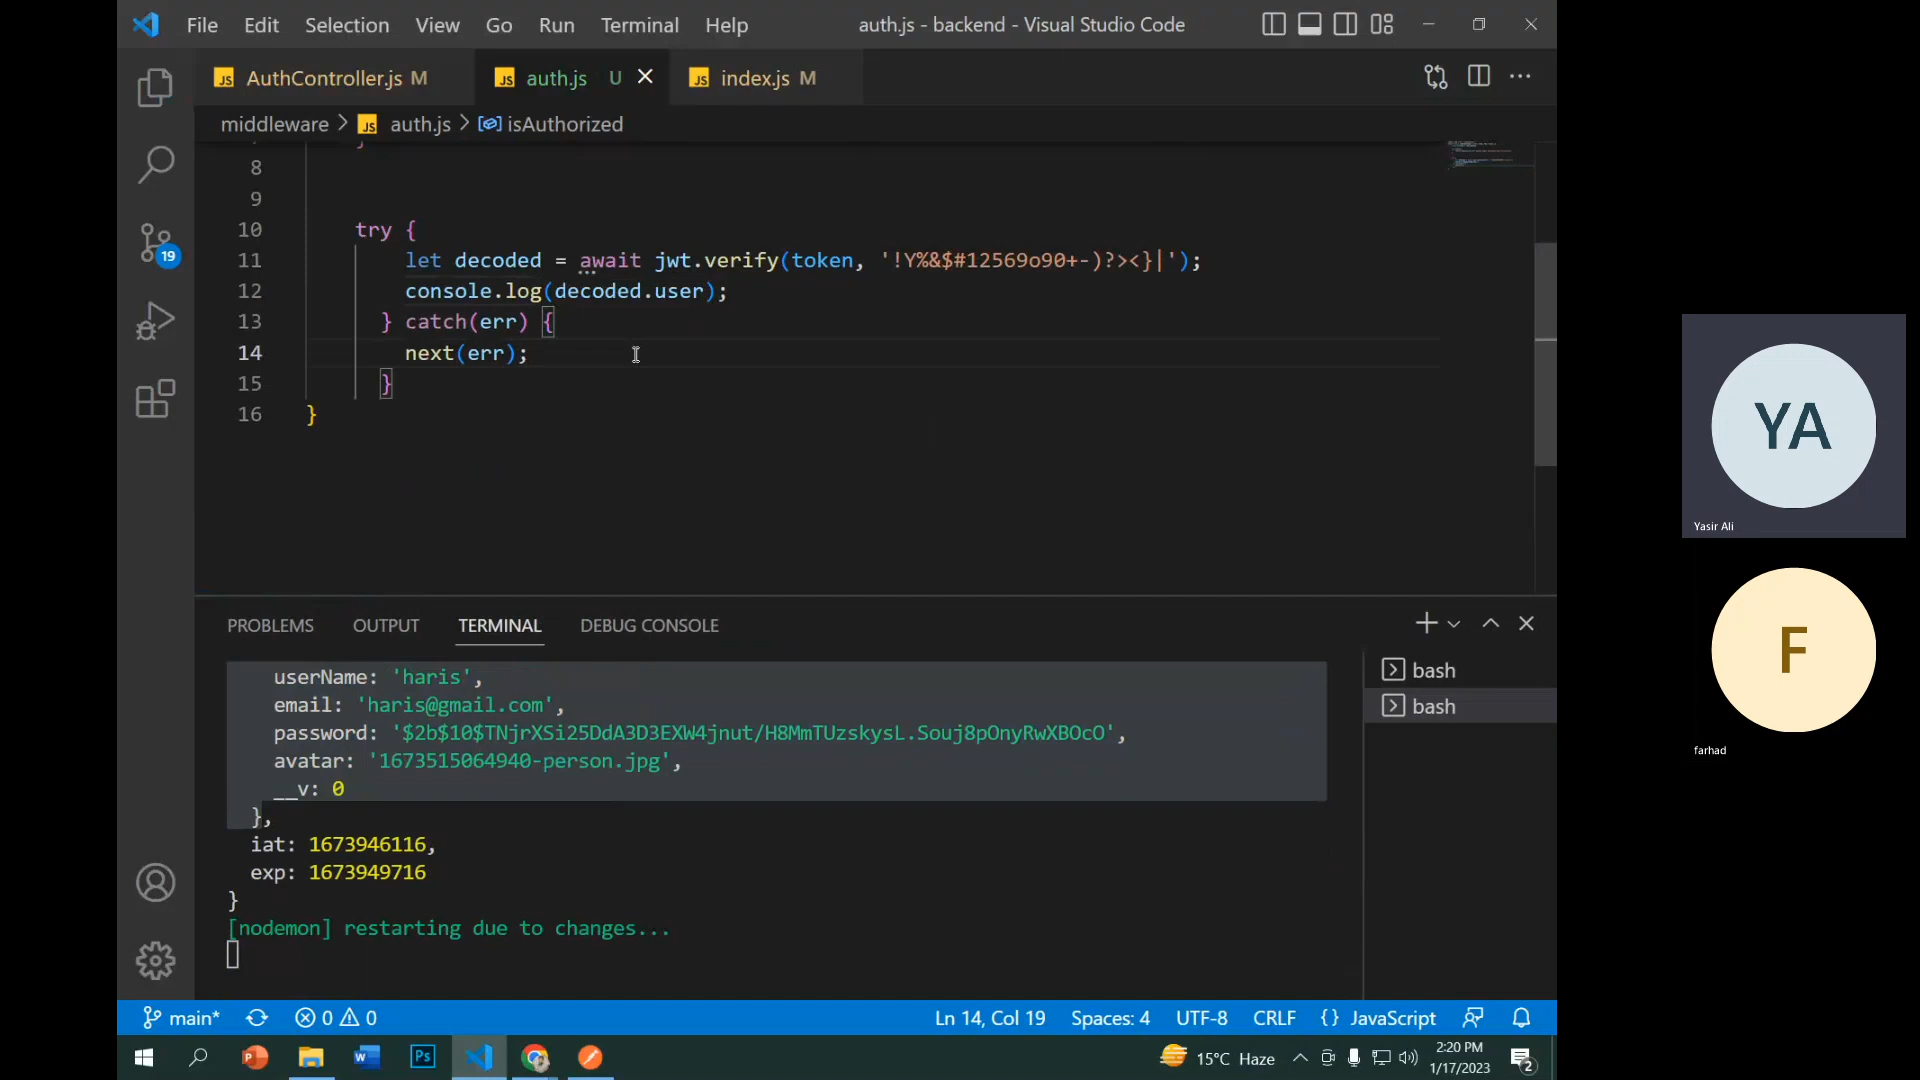 File Edit Selection View Go Run Terminal Help
auth.js - backend - Visual Studio Code
AuthController.js M
auth.js U
index.js M
middleware > JS auth.js > isAuthorized
8
9
10 try {
11 let decoded = await jwt.verify(token, '!Y%&$#12569o90+-)?><}|');
12 console.log(decoded.user);
13 } catch(err) {
14 next(err);
15 }
16 }
19
PROBLEMS OUTPUT TERMINAL DEBUG CONSOLE
userName: 'haris',
email: 'haris@gmail.com',
password: '$2b$10$TNjrXSi25DdA3D3EXW4jnut/H8MmTUzskysL.Souj8pOnyRwXBOcO',
avatar: '1673515064940-person.jpg',
__v: 0
},
iat: 1673946116,
exp: 1673949716
}
[nodemon] restarting due to changes...
bash
bash
main* 0 0
Ln 14, Col 19 Spaces: 4 UTF-8 CRLF {} JavaScript
15°C Haze
2:20 PM
1/17/2023
2
YA
Yasir Ali
F
farhad